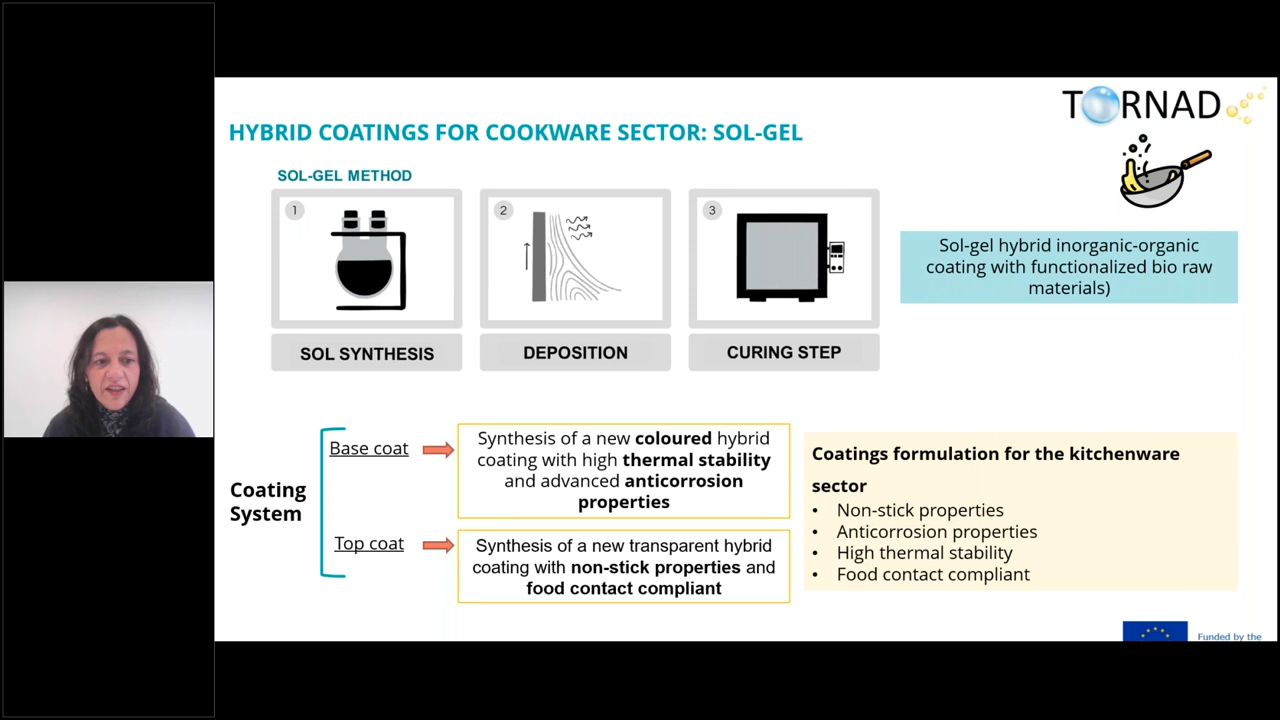 TORNAD
HYBRID COATINGS FOR COOKWARE SECTOR: SOL-GEL
SOL-GEL METHOD
1
2
3
SOL SYNTHESIS
DEPOSITION
CURING STEP
Sol-gel hybrid inorganic-organic
coating with functionalized bio raw
materials)
Coating
System
Base coat
Synthesis of a new coloured hybrid
coating with high thermal stability
and advanced anticorrosion
properties
Top coat
Synthesis of a new transparent hybrid
coating with non-stick properties and
food contact compliant
Coatings formulation for the kitchenware
sector
• Non-stick properties
• Anticorrosion properties
• High thermal stability
• Food contact compliant
Funded by the